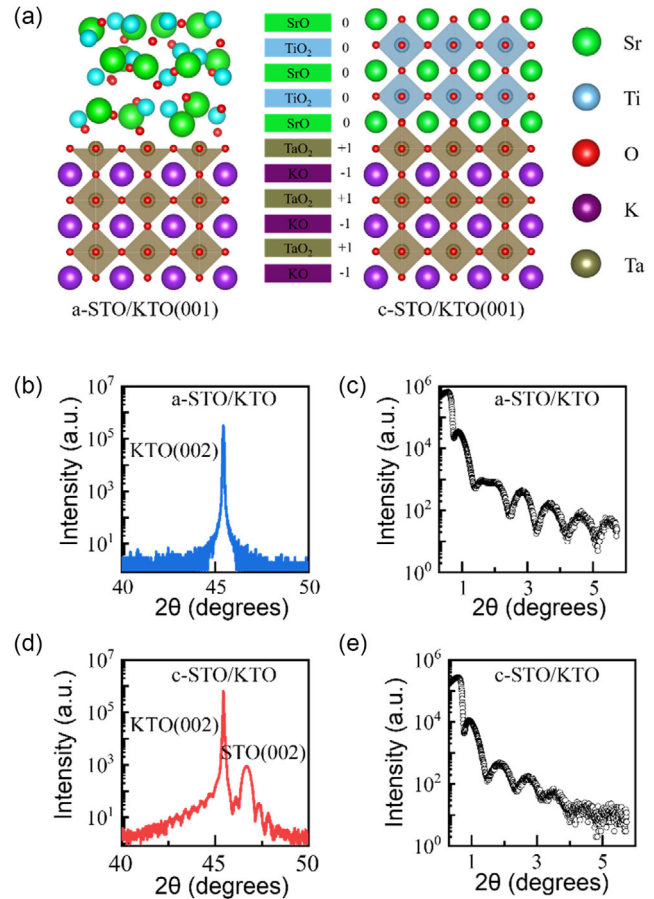 (a)
SrO 0
TiO2 0
SrO 0
TiO2 0
SrO 0
TaO2 +1
KO -1
TaO2 +1
KO -1
TaO2 +1
KO -1
Sr
Ti
O
K
Ta
a-STO/KTO(001)
c-STO/KTO(001)
(b)
10^7
10^5
10^3
10^1
Intensity (a.u.)
a-STO/KTO
KTO(002)
40 45 50
2θ (degrees)
(c)
10^6
10^4
10^2
10^0
Intensity (a.u.)
a-STO/KTO
1 3 5
2θ (degrees)
(d)
10^7
10^5
10^3
10^1
Intensity (a.u.)
c-STO/KTO
KTO(002)
STO(002)
40 45 50
2θ (degrees)
(e)
10^6
10^4
10^2
10^0
Intensity (a.u.)
c-STO/KTO
1 3 5
2θ (degrees)